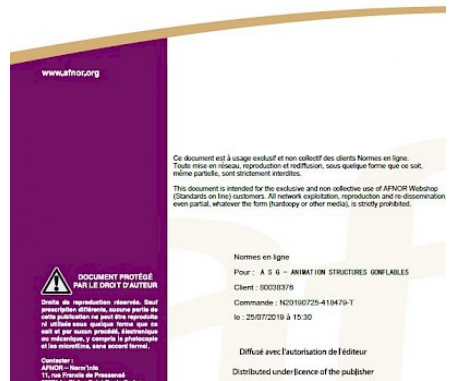 www.afnor.org
Ce document est à usage exclusif et non collectif des clients Normes en ligne.
Toute mise en réseau, reproduction et rediffusion, sous quelque forme que ce soit,
même partielle, sont strictement interdites.
This document is intended for the exclusive and non collective use of AFNOR Webshop
(Standards on line) customers. All network exploitation, reproduction and re-dissemination,
even partial, whatever the form (hardcopy or other media), is strictly prohibited.
Normes en ligne
Pour : A S G - ANIMATION STRUCTURES GONFLABLES
Client : 80038376
Commande : N20190725-418479-T
le : 25/07/2019 à 15:30
Diffusé avec l'autorisation de l'éditeur
Distributed under licence of the publisher
DOCUMENT PROTÉGÉ
PAR LE DROIT D'AUTEUR
Droits de reproduction réservés. Sauf
prescription différente, aucune partie de
cette publication ne peut être reproduite
ni utilisée sous quelque forme que ce
soit et par aucun procédé, électronique
ou mécanique, y compris la photocopie
et les microfilms, sans accord formel.
Contacter :
AFNOR – Norm'Info
11, rue Francis de Pressensé